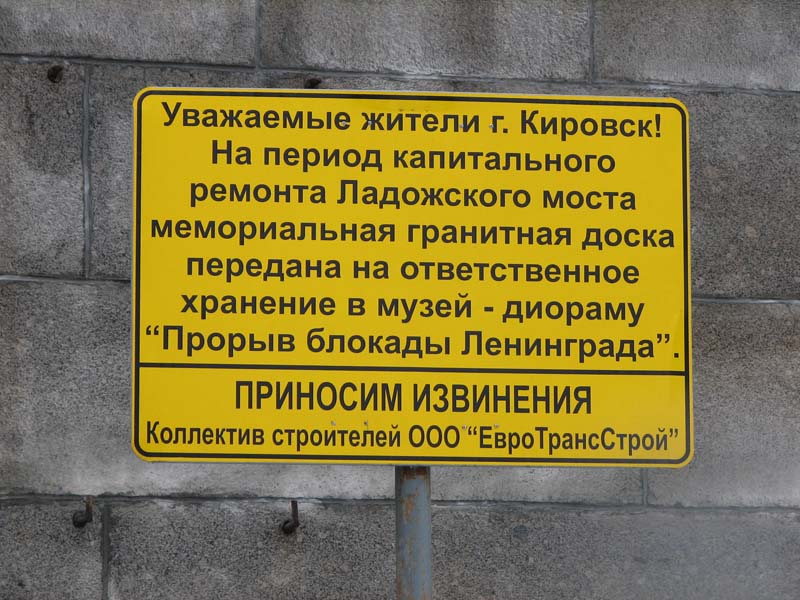 Уважаемые жители г. Кировск!
На период капитального
ремонта Ладожского моста
мемориальная гранитная доска
передана на ответственное
хранение в музей - диораму
“Прорыв блокады Ленинграда”.
ПРИНОСИМ ИЗВИНЕНИЯ
Коллектив строителей ООО “ЕвроТрансСтрой”